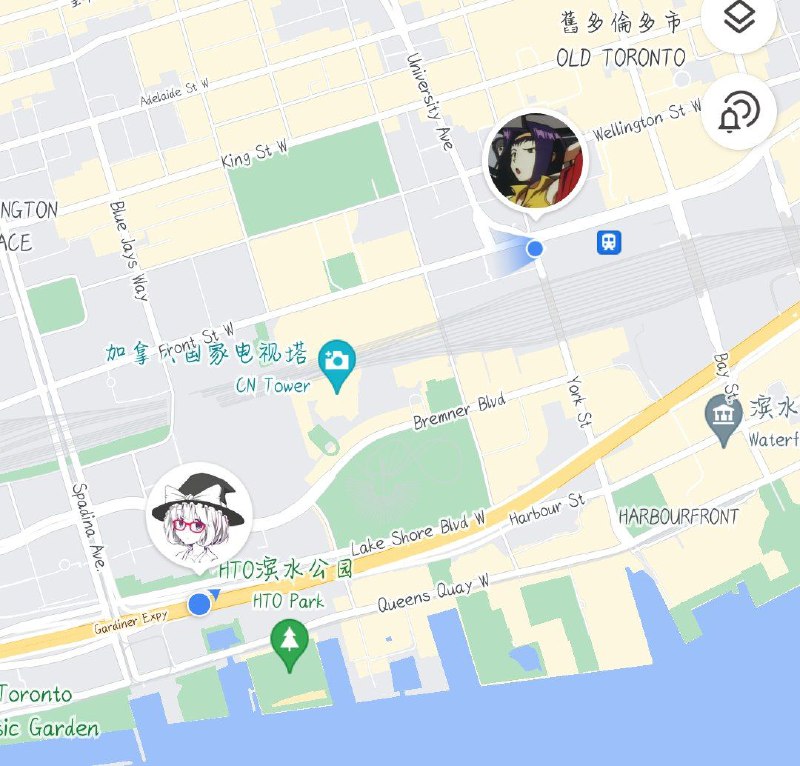 舊多倫多市
OLD TORONTO
University Ave
Adelaide St W
Wellington St W
King St W
NGTON
ACE
Blue Jays Way
Front St W
加拿 国家电视塔
CN Tower
Bremner Blvd
York St
Bay St
滨水
Waterf
Spadina Ave.
Harbour St
HARBOURFRONT
Lake Shore Blvd W
HTO滨水公园
HTO Park
Queens Quay W
Gardiner Expy
Toronto
sic Garden